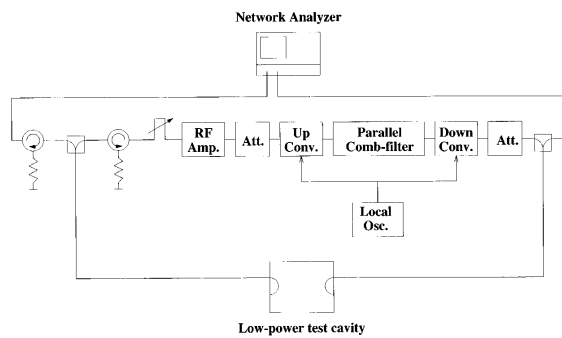 Network Analyzer
RF
Amp.
Att.
Up
Conv.
Parallel
Comb-filter
Down
Conv.
Att.
Local
Osc.
Low-power test cavity